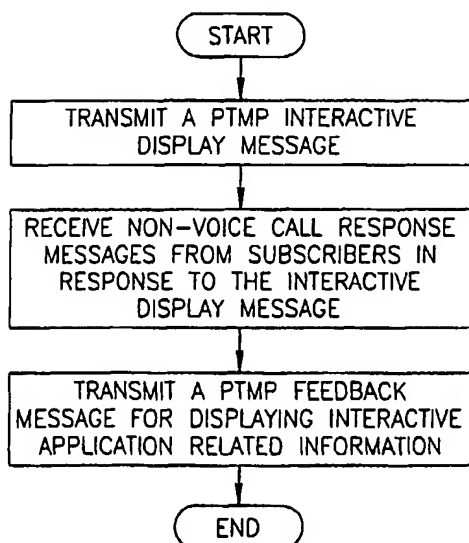 START
TRANSMIT A PTMP INTERACTIVE
DISPLAY MESSAGE
RECEIVE NON-VOICE CALL RESPONSE
MESSAGES FROM SUBSCRIBERS IN
RESPONSE TO THE INTERACTIVE
DISPLAY MESSAGE
TRANSMIT A PTMP FEEDBACK
MESSAGE FOR DISPLAYING INTERACTIVE
APPLICATION RELATED INFORMATION
END